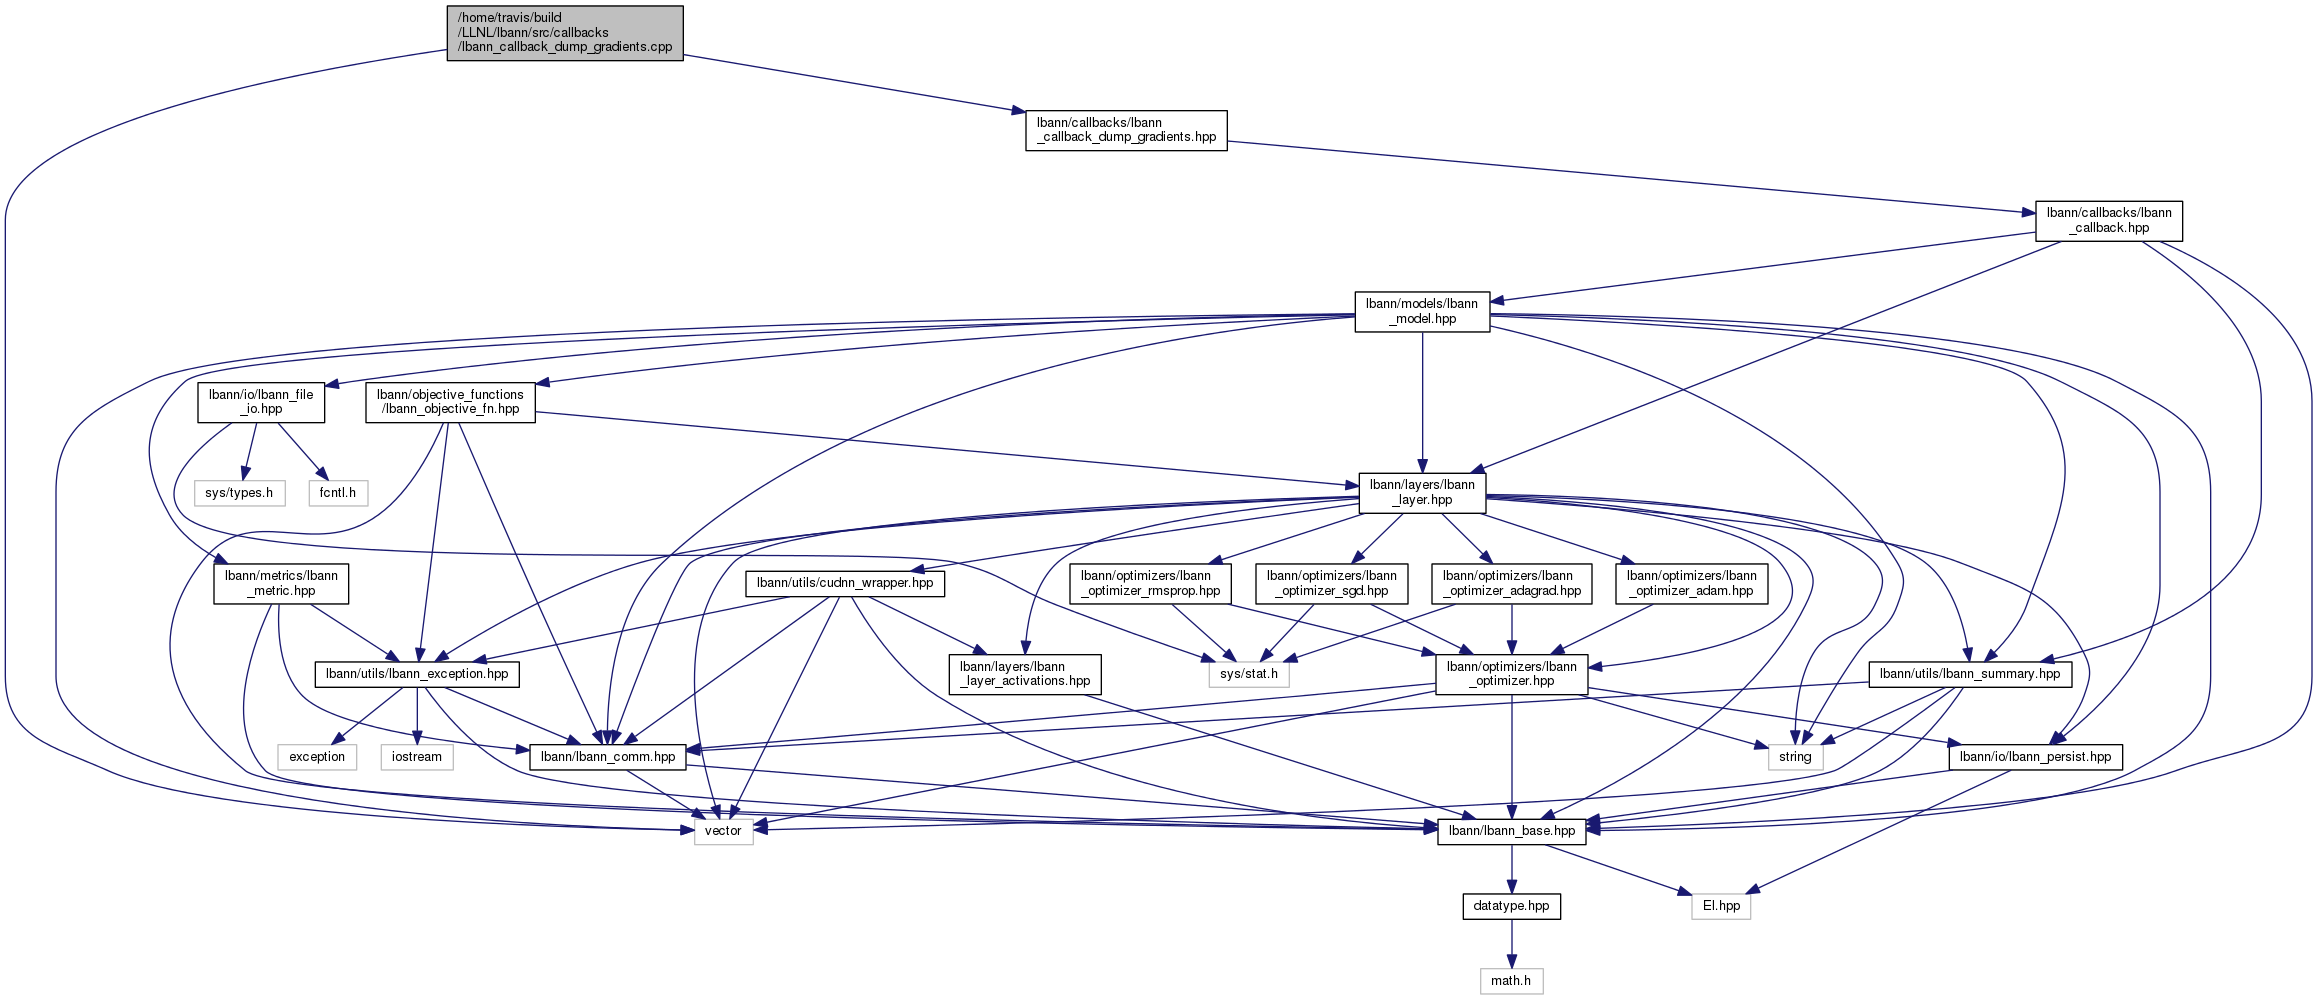 /home/travis/build
/LLNL/lbann/src/callbacks
/lbann_callback_dump_gradients.cpp
lbann/callbacks/lbann
_callback_dump_gradients.hpp
lbann/callbacks/lbann
_callback.hpp
lbann/models/lbann
_model.hpp
lbann/io/lbann_file
_io.hpp
lbann/objective_functions
/lbann_objective_fn.hpp
sys/types.h
fcntl.h
lbann/layers/lbann
_layer.hpp
lbann/metrics/lbann
_metric.hpp
lbann/utils/cudnn_wrapper.hpp
lbann/optimizers/lbann
_optimizer_rmsprop.hpp
lbann/optimizers/lbann
_optimizer_sgd.hpp
lbann/optimizers/lbann
_optimizer_adagrad.hpp
lbann/optimizers/lbann
_optimizer_adam.hpp
lbann/utils/lbann_exception.hpp
lbann/layers/lbann
_layer_activations.hpp
sys/stat.h
lbann/optimizers/lbann
_optimizer.hpp
lbann/utils/lbann_summary.hpp
exception
iostream
lbann/lbann_comm.hpp
string
lbann/io/lbann_persist.hpp
vector
lbann/lbann_base.hpp
datatype.hpp
El.hpp
math.h